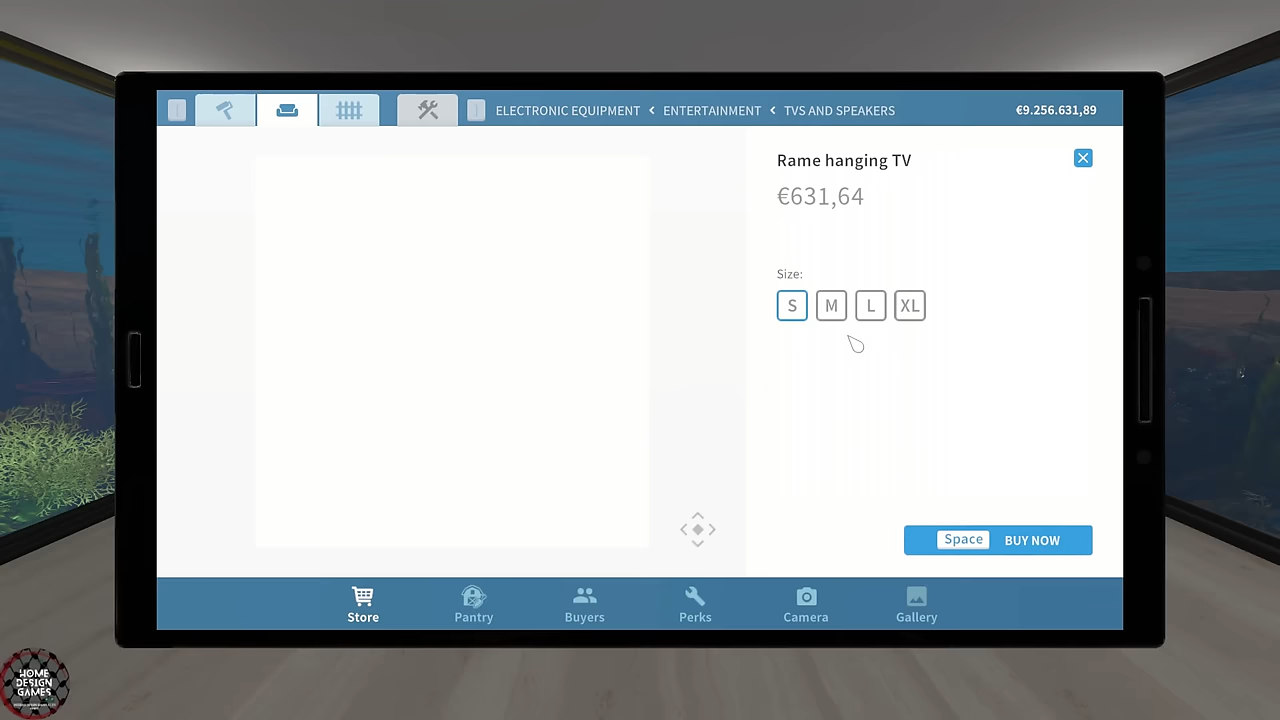 ELECTRONIC EQUIPMENT < ENTERTAINMENT < TVS AND SPEAKERS
€9.256.631,89
Rame hanging TV
€631,64
Size:
S M L XL
Space BUY NOW
Store Pantry Buyers Perks Camera Gallery
HOME
DESIGN
GAMES